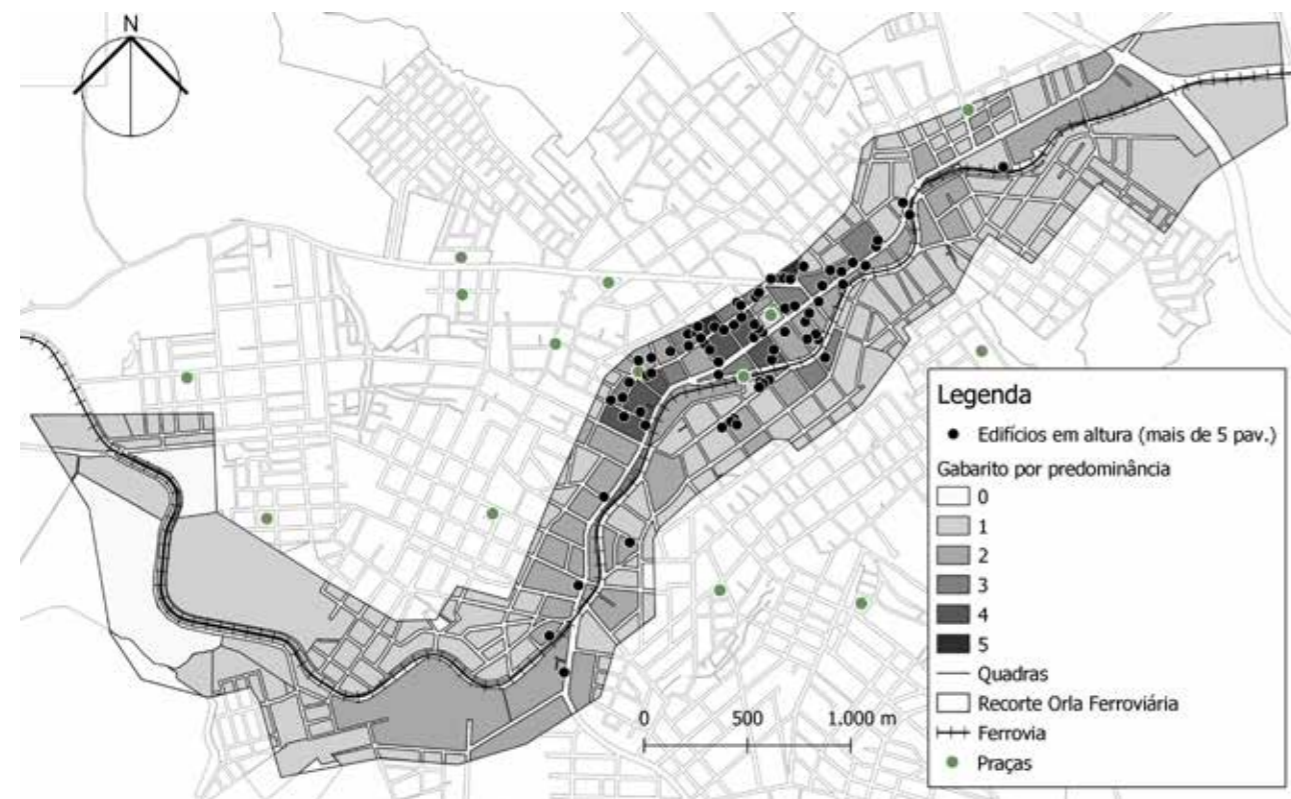 N
Legenda
Edifícios em altura (mais de 5 pav.)
Gabarito por predominância
0
1
2
3
4
5
Quadras
Recorte Orla Ferroviária
Ferrovia
Praças
0 500 1.000 m